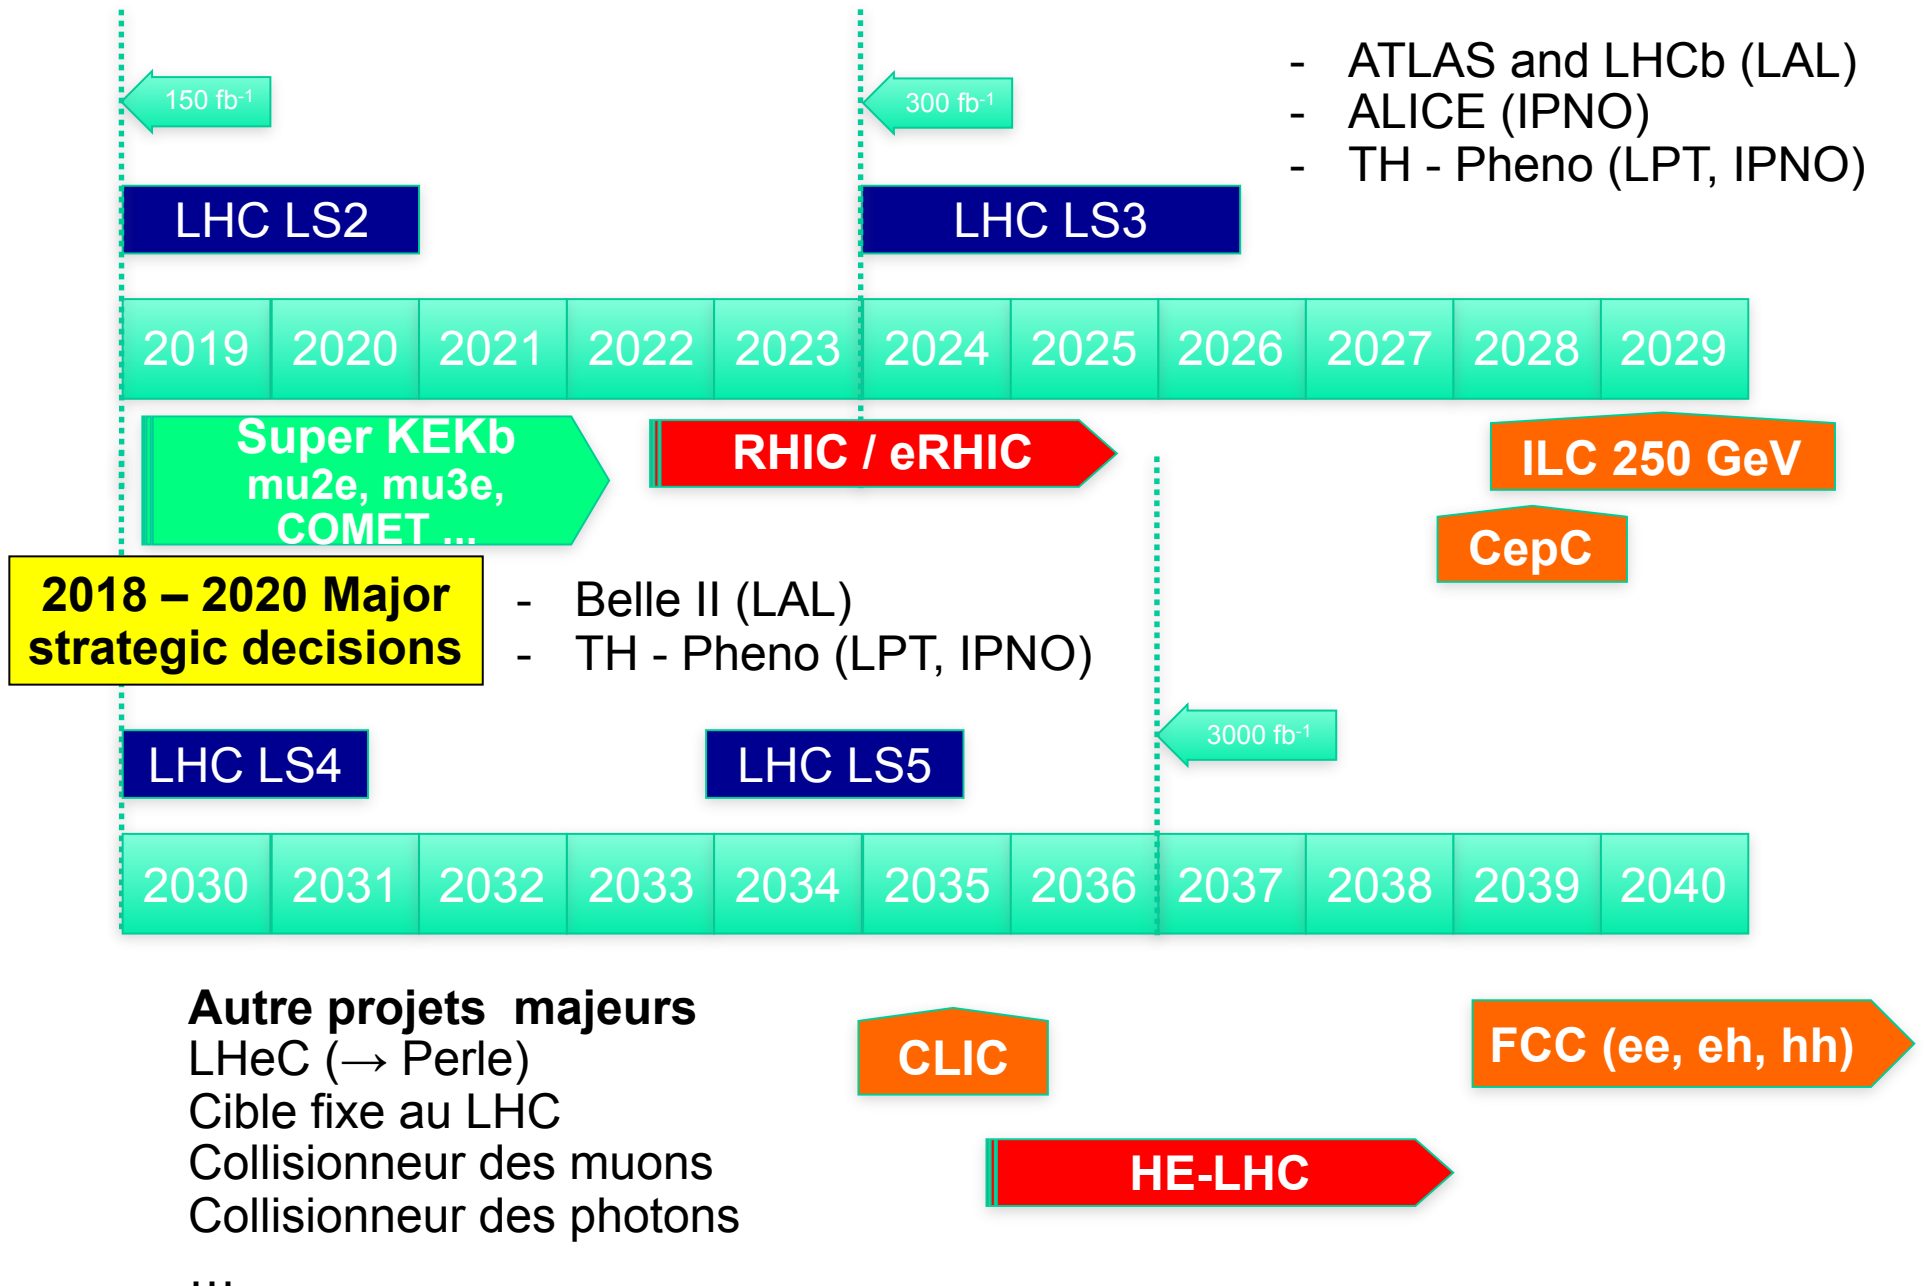 150 fb-1
300 fb-1
- ATLAS and LHCb (LAL)
- ALICE (IPNO)
- TH - Pheno (LPT, IPNO)
LHC LS2
LHC LS3
2019 2020 2021 2022 2023 2024 2025 2026 2027 2028 2029
Super KEKb
mu2e, mu3e,
COMET ...
RHIC / eRHIC
ILC 250 GeV
CepC
2018 – 2020 Major
strategic decisions
- Belle II (LAL)
- TH - Pheno (LPT, IPNO)
3000 fb-1
LHC LS4
LHC LS5
2030 2031 2032 2033 2034 2035 2036 2037 2038 2039 2040
Autre projets majeurs
LHeC (→ Perle)
Cible fixe au LHC
Collisionneur des muons
Collisionneur des photons
...
CLIC
FCC (ee, eh, hh)
HE-LHC